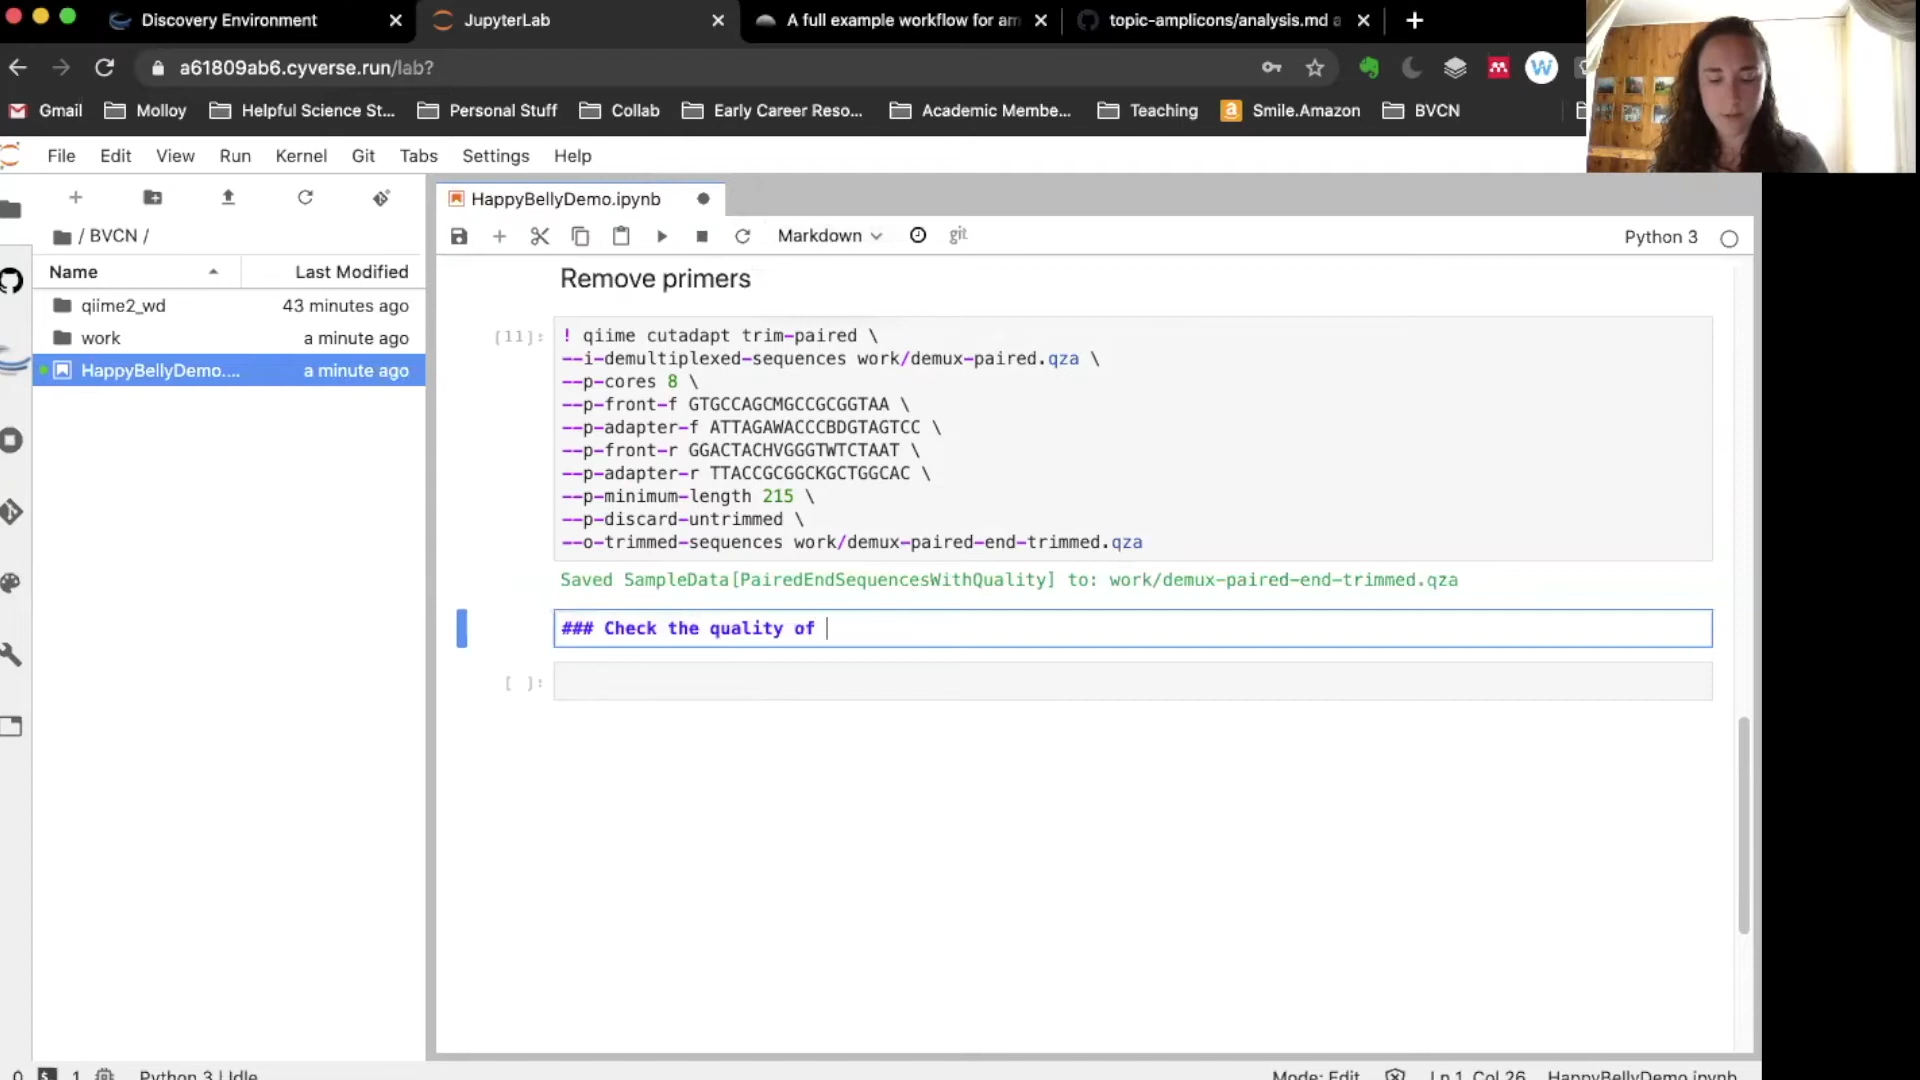 Discovery Environment
JupyterLab
A full example workflow for am
topic-amplicons/analysis.md a
a61809ab6.cyverse.run/lab?
W
Gmail
Molloy
Helpful Science St...
Personal Stuff
Collab
Early Career Reso...
Academic Membe...
Teaching
Smile.Amazon
BVCN
File
Edit
View
Run
Kernel
Git
Tabs
Settings
Help
HappyBellyDemo.ipynb
/ BVCN /
Markdown
git
Python 3
Name
Last Modified
qiime2_wd
43 minutes ago
work
a minute ago
HappyBellyDemo....
a minute ago
Remove primers
[11]:
! qiime cutadapt trim-paired \
--i-demultiplexed-sequences work/demux-paired.qza \
--p-cores 8 \
--p-front-f GTGCCAGCMGCCGCGGTAA \
--p-adapter-f ATTAGAWACCCBDGTAGTCC \
--p-front-r GGACTACHVGGGTWTCTAAT \
--p-adapter-r TTACCGCGGCKGCTGGCAC \
--p-minimum-length 215 \
--p-discard-untrimmed \
--o-trimmed-sequences work/demux-paired-end-trimmed.qza
Saved SampleData[PairedEndSequencesWithQuality] to: work/demux-paired-end-trimmed.qza
### Check the quality of
[ ]:
0
1
Python 3 | Idle
Mode: Edit
Ln 1, Col 26
HappyBellyDemo.ipynb